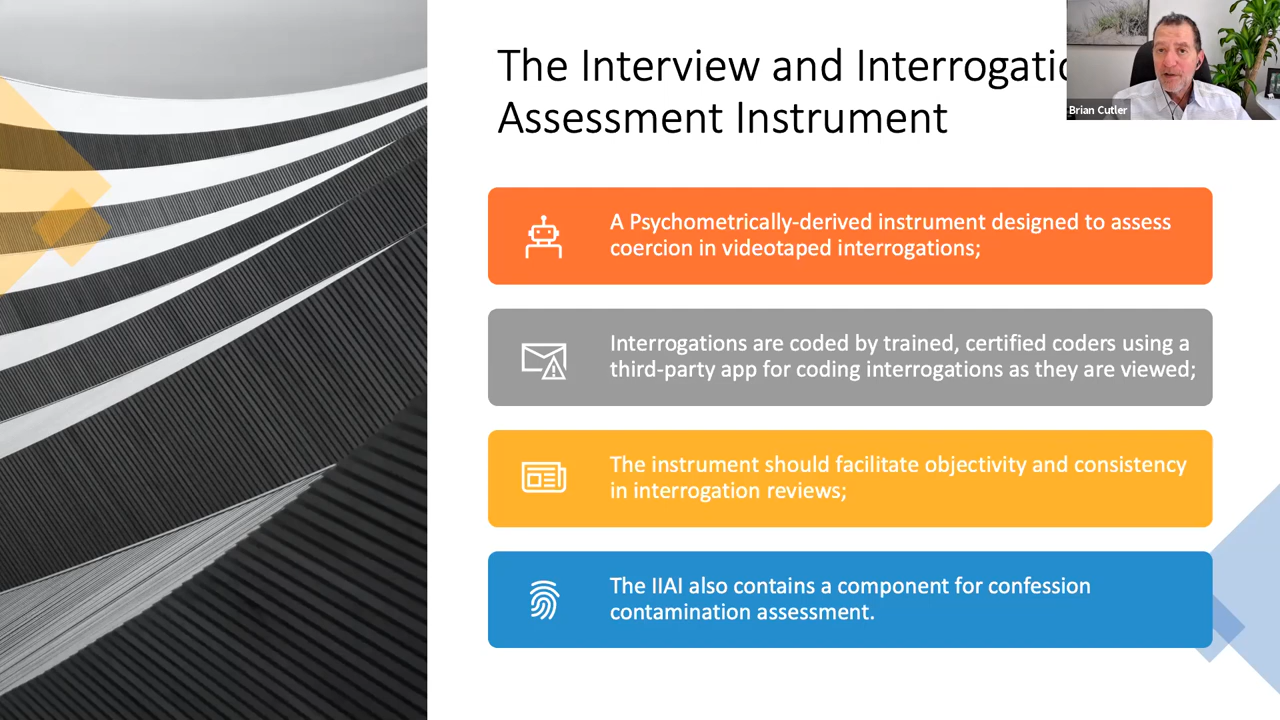 The Interview and Interrogatio
Assessment Instrument
Brian Cutler
A Psychometrically-derived instrument designed to assess
coercion in videotaped interrogations;
Interrogations are coded by trained, certified coders using a
third-party app for coding interrogations as they are viewed;
The instrument should facilitate objectivity and consistency
in interrogation reviews;
The IIAI also contains a component for confession
contamination assessment.